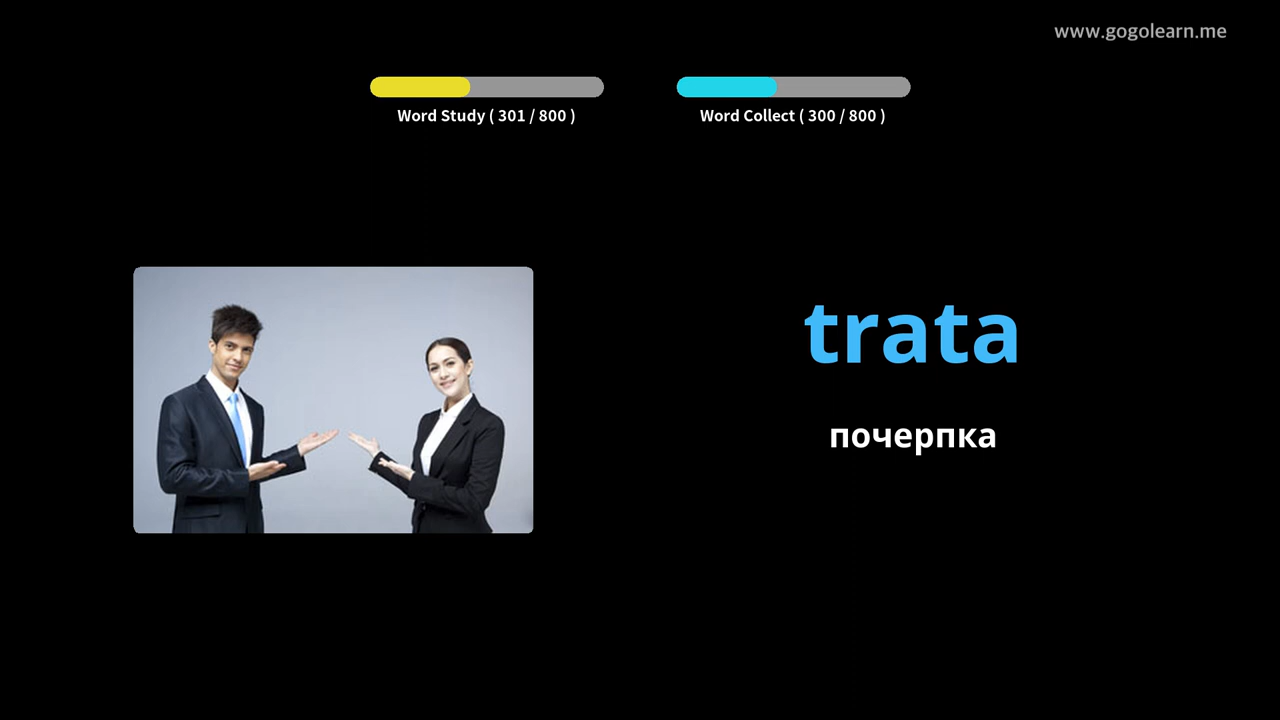 www.gogolearn.me
Word Study ( 301 / 800 )
Word Collect ( 300 / 800 )
trata
почерпка